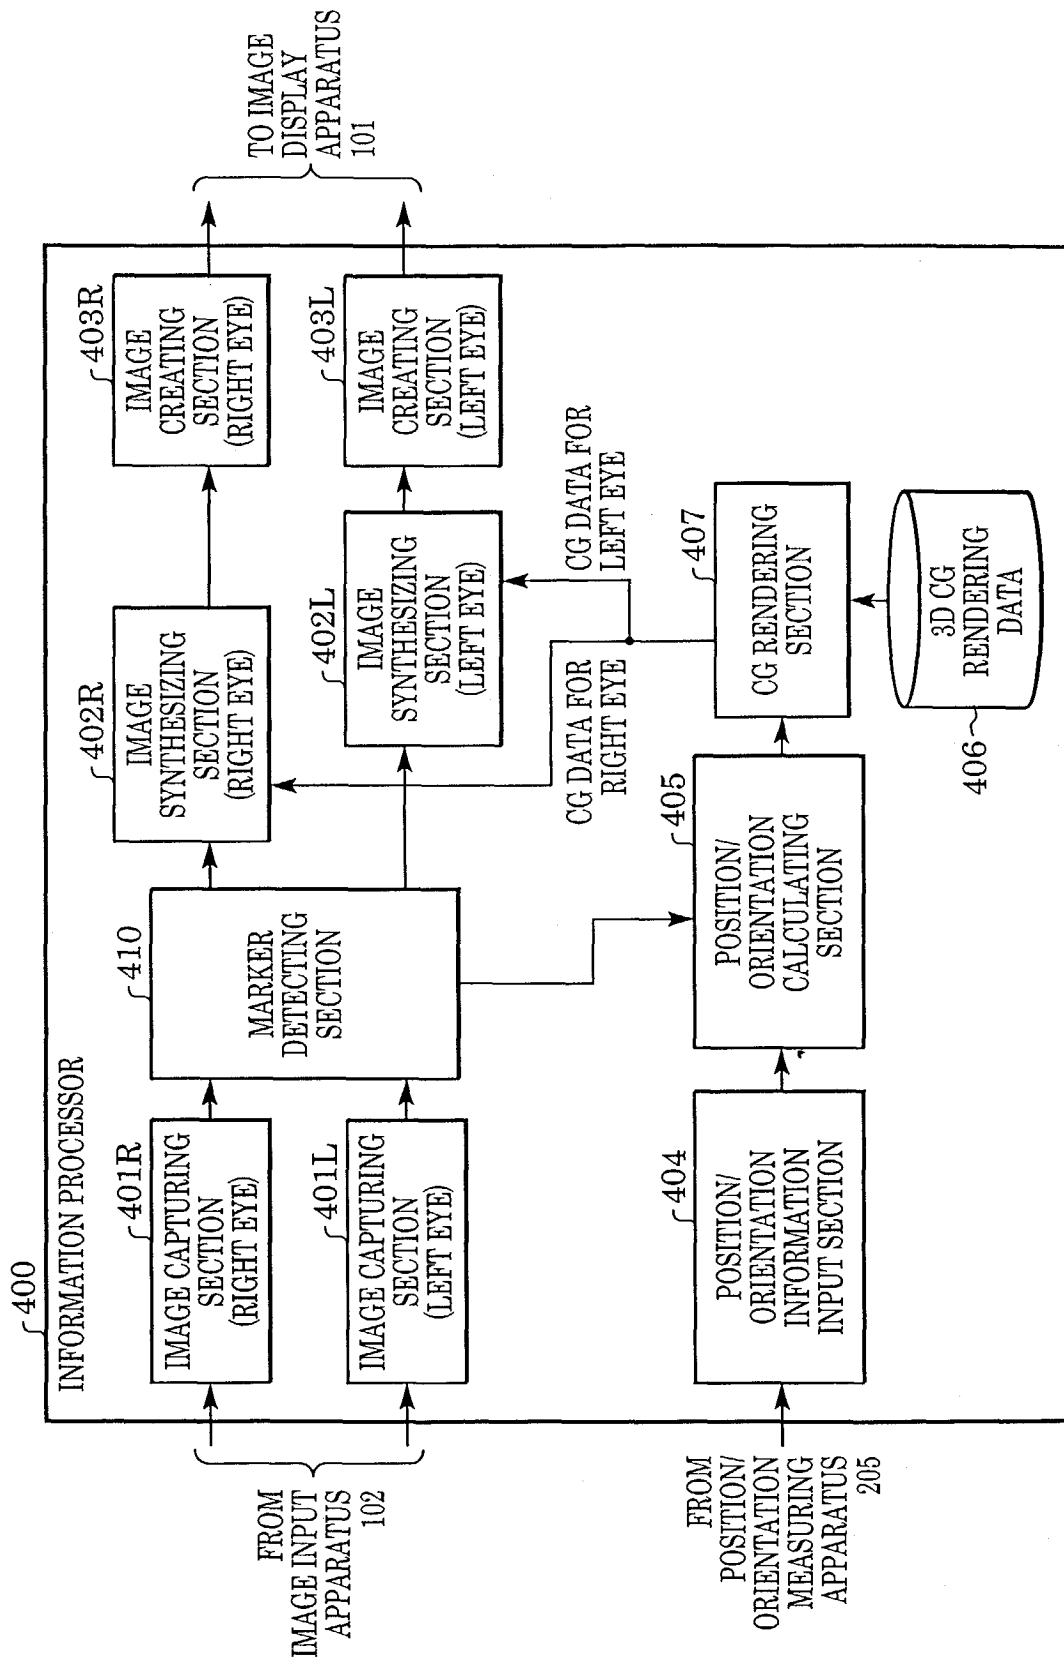 400
INFORMATION PROCESSOR
FROM
IMAGE INPUT
APPARATUS
102
401R
IMAGE CAPTURING
SECTION
(RIGHT EYE)
401L
IMAGE CAPTURING
SECTION
(LEFT EYE)
410
MARKER
DETECTING
SECTION
402R
IMAGE
SYNTHESIZING
SECTION
(RIGHT EYE)
402L
IMAGE
SYNTHESIZING
SECTION
(LEFT EYE)
403R
IMAGE
CREATING
SECTION
(RIGHT EYE)
403L
IMAGE
CREATING
SECTION
(LEFT EYE)
TO IMAGE
DISPLAY
APPARATUS
101
CG DATA FOR
RIGHT EYE
CG DATA FOR
LEFT EYE
FROM
POSITION/
ORIENTATION
MEASURING
APPARATUS
205
404
POSITION/
ORIENTATION
INFORMATION
INPUT SECTION
405
POSITION/
ORIENTATION
CALCULATING
SECTION
407
CG RENDERING
SECTION
406
3D CG
RENDERING
DATA